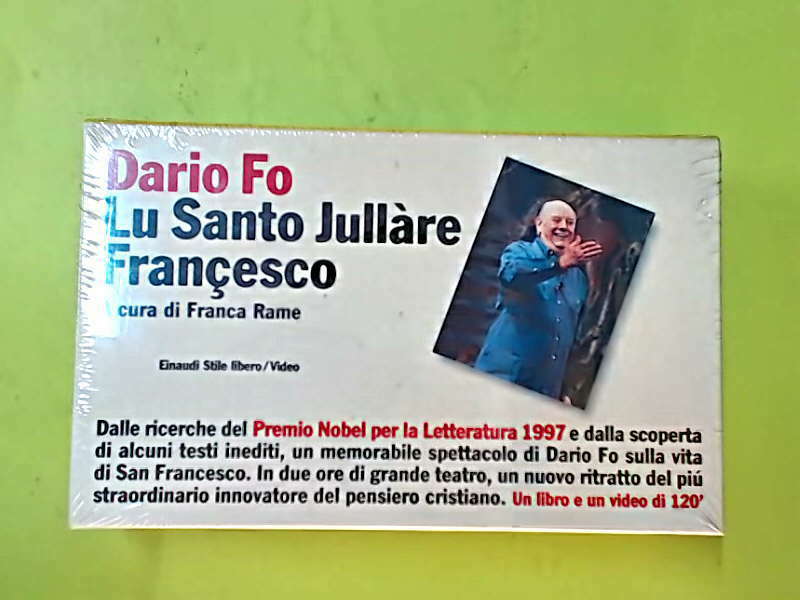 Dario Fo
Lu Santo Jullàre
Françesco
A cura di Franca Rame
Einaudi Stile libero/Video
Dalle ricerche del Premio Nobel per la Letteratura 1997 e dalla scoperta
di alcuni testi inediti, un memorabile spettacolo di Dario Fo sulla vita
di San Francesco. In due ore di grande teatro, un nuovo ritratto del piú
straordinario innovatore del pensiero cristiano. Un libro e un video di 120'